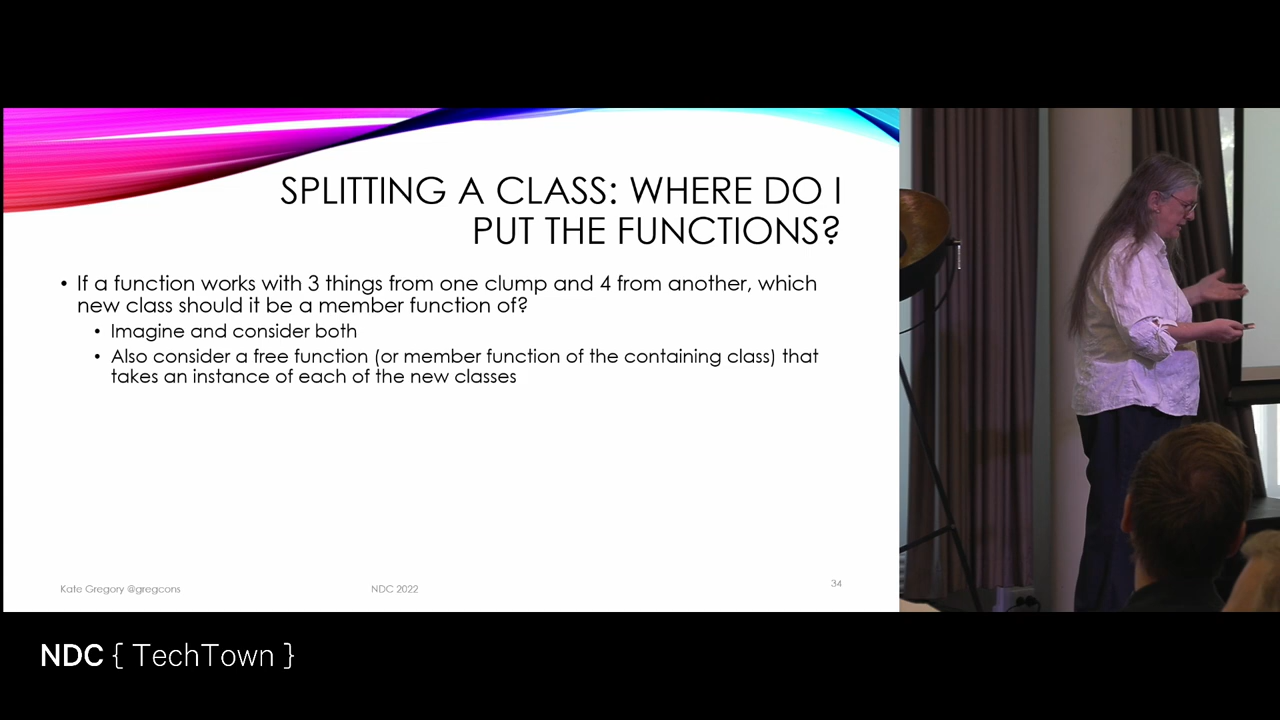 SPLITTING A CLASS: WHERE DO I
PUT THE FUNCTIONS?
• If a function works with 3 things from one clump and 4 from another, which
new class should it be a member function of?
• Imagine and consider both
• Also consider a free function (or member function of the containing class) that
takes an instance of each of the new classes
Kate Gregory @gregcons
NDC 2022
34
NDC { TechTown }